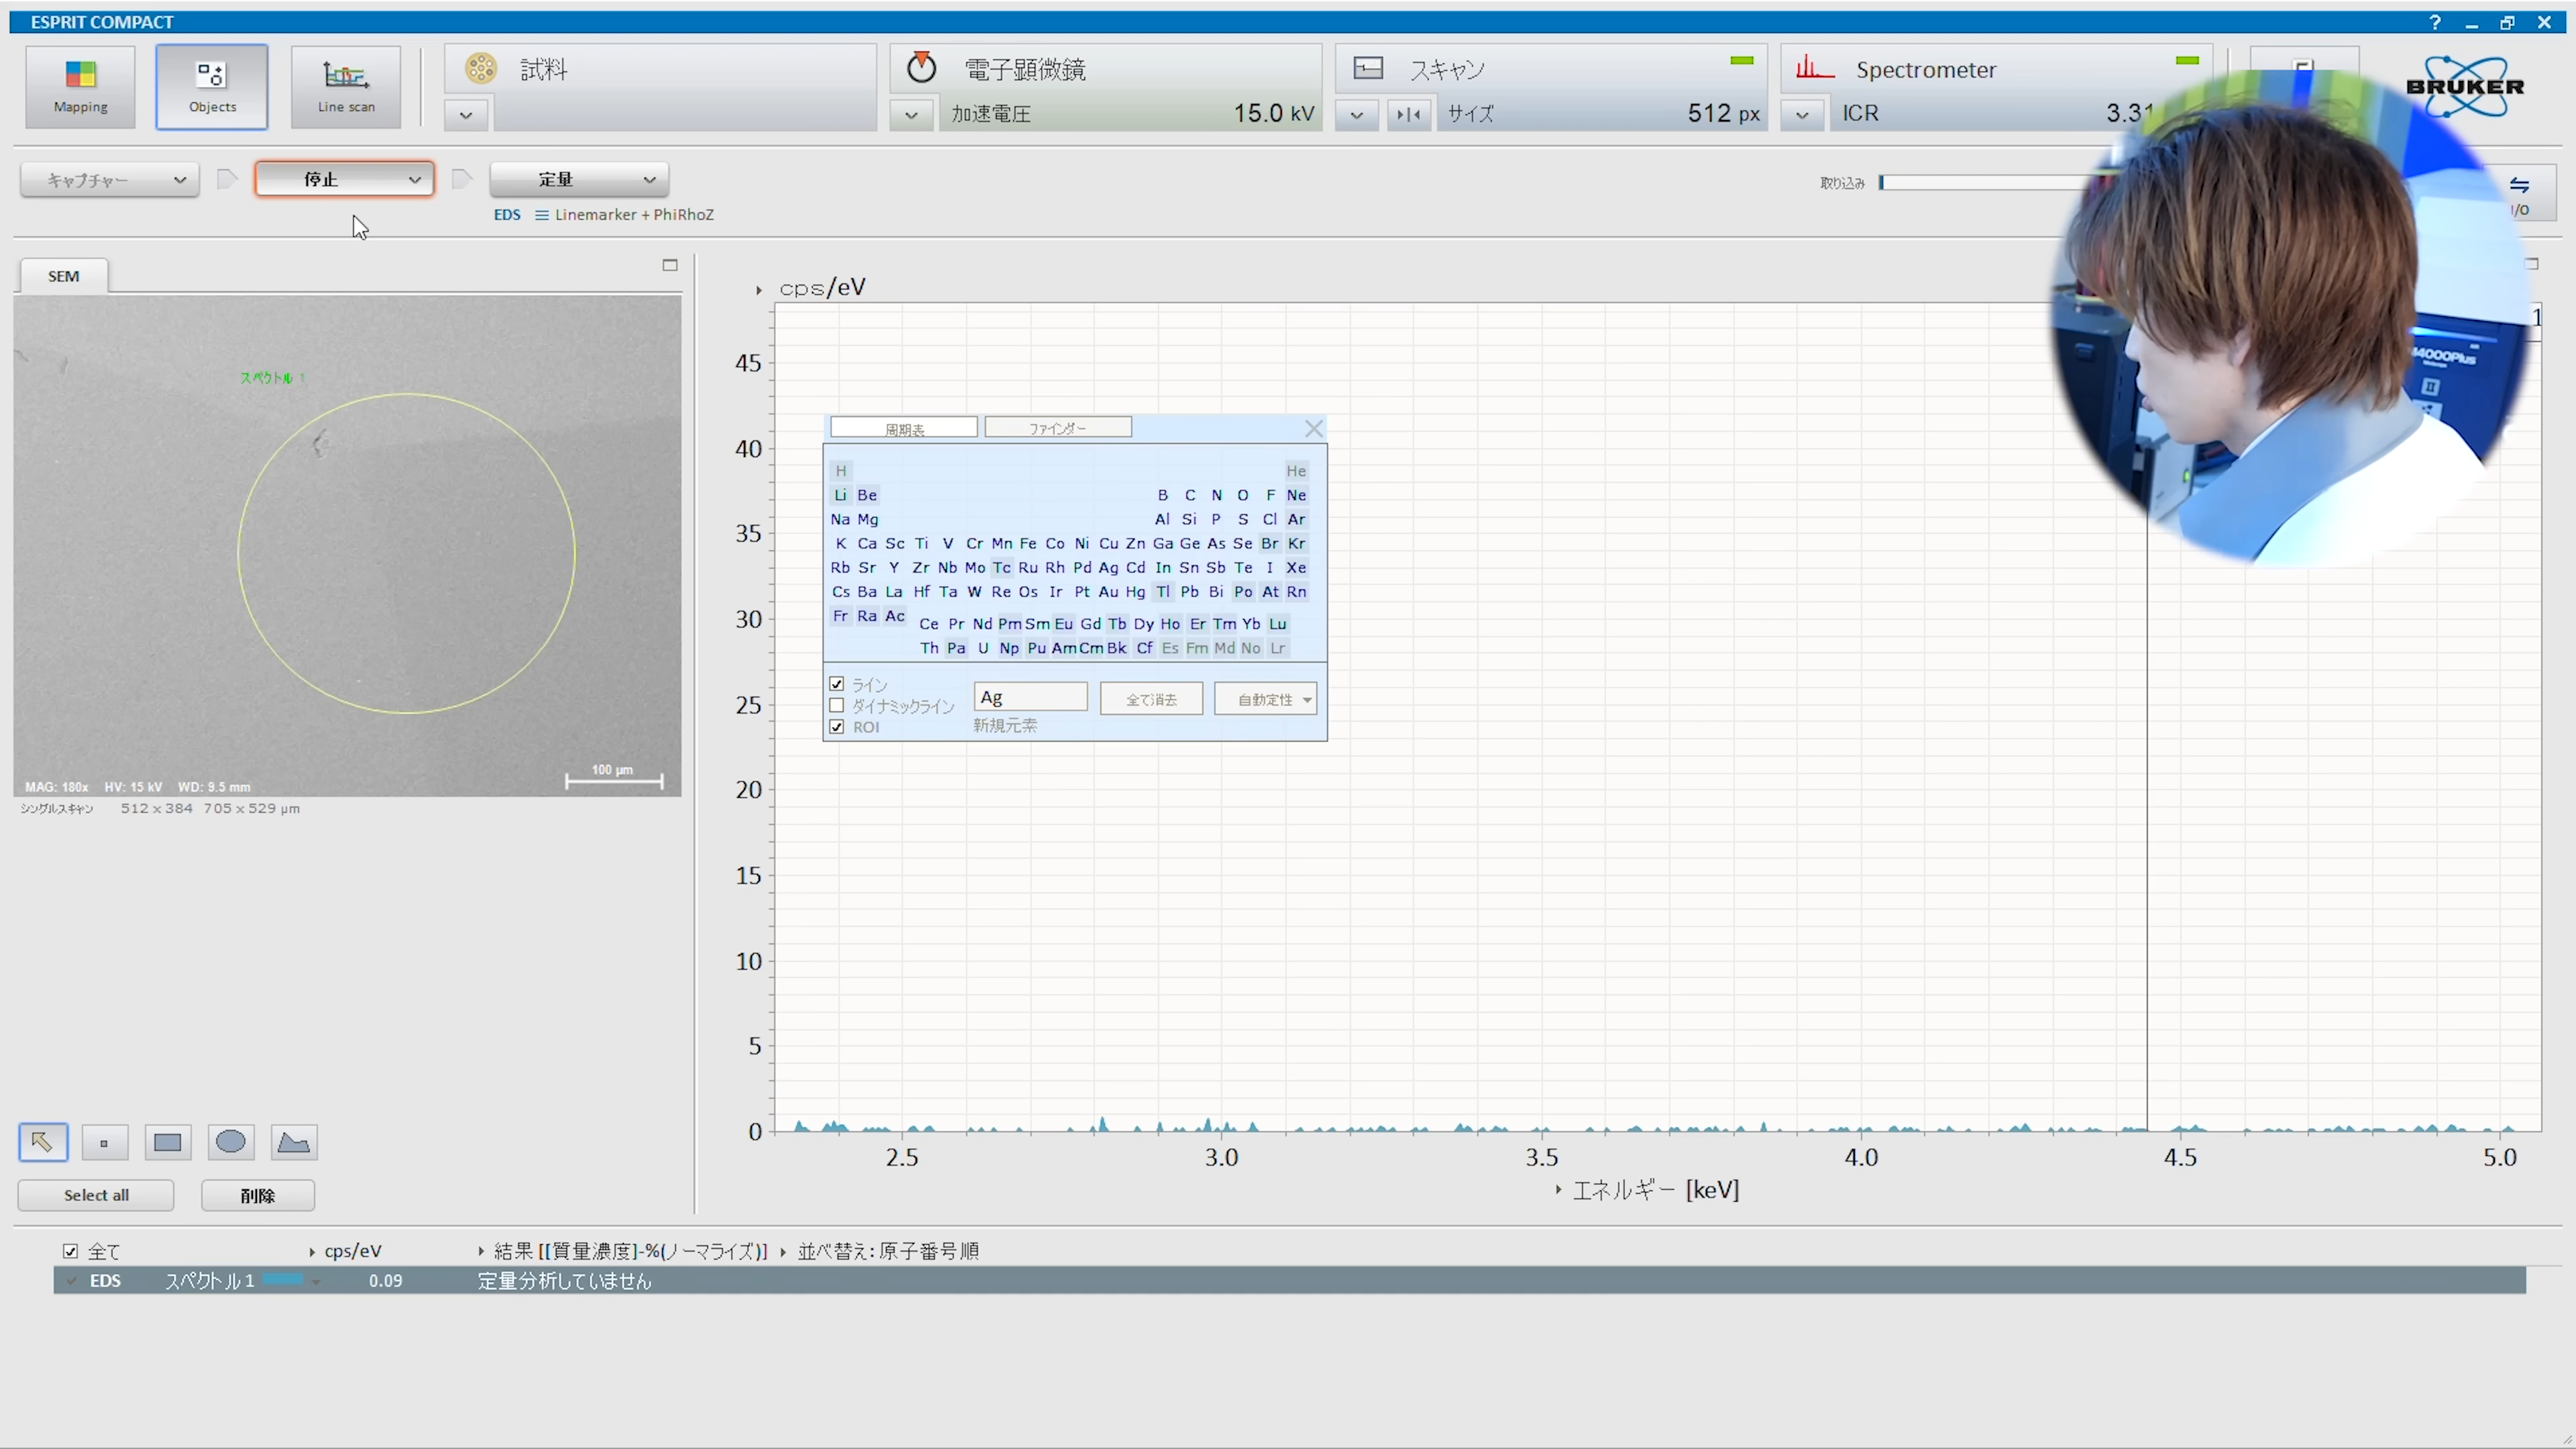 ESPRIT COMPACT
Mapping
Objects
Line scan
試料
電子顕微鏡
加速電圧 15.0 kV
スキャン
サイズ 512 px
Spectrometer
ICR 3.31
BRUKER
キャプチャー
停止
定量
EDS Linemarker + PhiRhoZ
取り込み
I/O
SEM
スペクトル 1
MAG: 180x HV: 15 kV WD: 9.5 mm
100 µm
シングルスキャン 512 x 384 705 x 529 µm
cps/eV
45
40
35
30
25
20
15
10
5
0
2.5 3.0 3.5 4.0 4.5 5.0
エネルギー [keV]
周期表 ファインダー
H He
Li Be B C N O F Ne
Na Mg Al Si P S Cl Ar
K Ca Sc Ti V Cr Mn Fe Co Ni Cu Zn Ga Ge As Se Br Kr
Rb Sr Y Zr Nb Mo Tc Ru Rh Pd Ag Cd In Sn Sb Te I Xe
Cs Ba La Hf Ta W Re Os Ir Pt Au Hg Tl Pb Bi Po At Rn
Fr Ra Ac
Ce Pr Nd Pm Sm Eu Gd Tb Dy Ho Er Tm Yb Lu
Th Pa U Np Pu Am Cm Bk Cf Es Fm Md No Lr
ライン
ダイナミックライン
ROI
Ag
新規元素
全て消去
自動定性
M4000Plus
Select all
削除
全て cps/eV 結果 [[質量濃度]-%(ノーマライズ)] 並べ替え:原子番号順
EDS スペクトル 1 0.09 定量分析していません